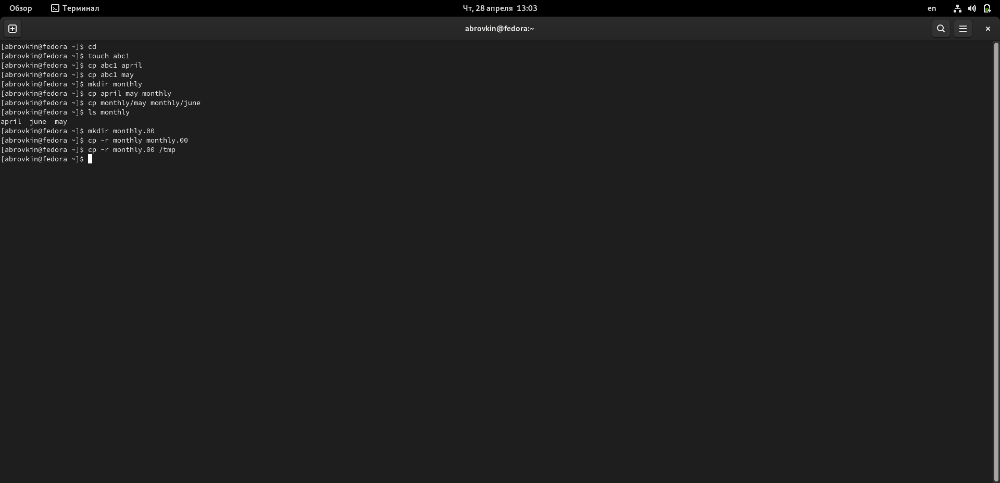 Обзор Терминал Чт, 28 апреля 13:03 en
abrovkin@fedora:~
[abrovkin@fedora ~]$ cd
[abrovkin@fedora ~]$ touch abc1
[abrovkin@fedora ~]$ cp abc1 april
[abrovkin@fedora ~]$ cp abc1 may
[abrovkin@fedora ~]$ mkdir monthly
[abrovkin@fedora ~]$ cp april may monthly
[abrovkin@fedora ~]$ cp monthly/may monthly/june
[abrovkin@fedora ~]$ ls monthly
april  june  may
[abrovkin@fedora ~]$ mkdir monthly.00
[abrovkin@fedora ~]$ cp -r monthly monthly.00
[abrovkin@fedora ~]$ cp -r monthly.00 /tmp
[abrovkin@fedora ~]$